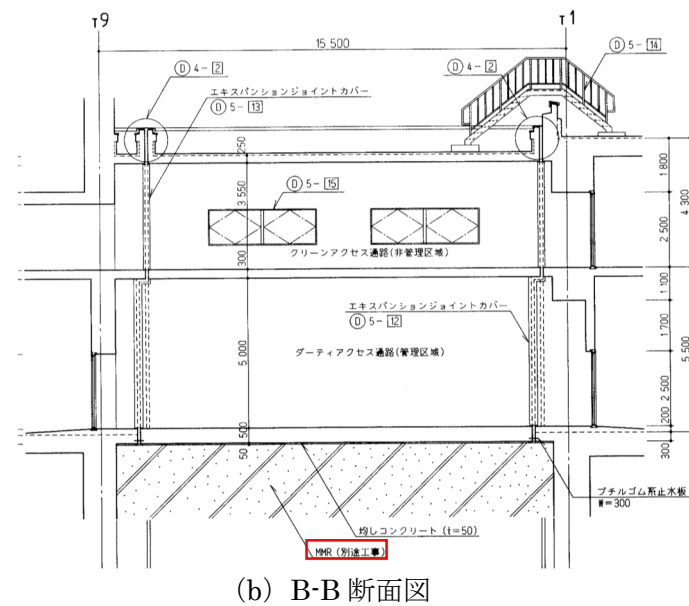 T9
T1
15 500
Ⓓ 4-2
Ⓓ 4-2
Ⓓ 5-14
エキスパンションジョイントカバー
Ⓓ 5-13
250
3 550
300
Ⓓ 5-15
クリーンアクセス通路(非管理区域)
1 800
4 300
2 500
エキスパンションジョイントカバー
Ⓓ 5-12
1 100
1 700
5 500
ダーティアクセス通路(管理区域)
5 000
2 500
200
300
500
50
ブチルゴム系止水板
W=300
均しコンクリート (t=50)
MMR (別途工事)
(b) B-B 断面図